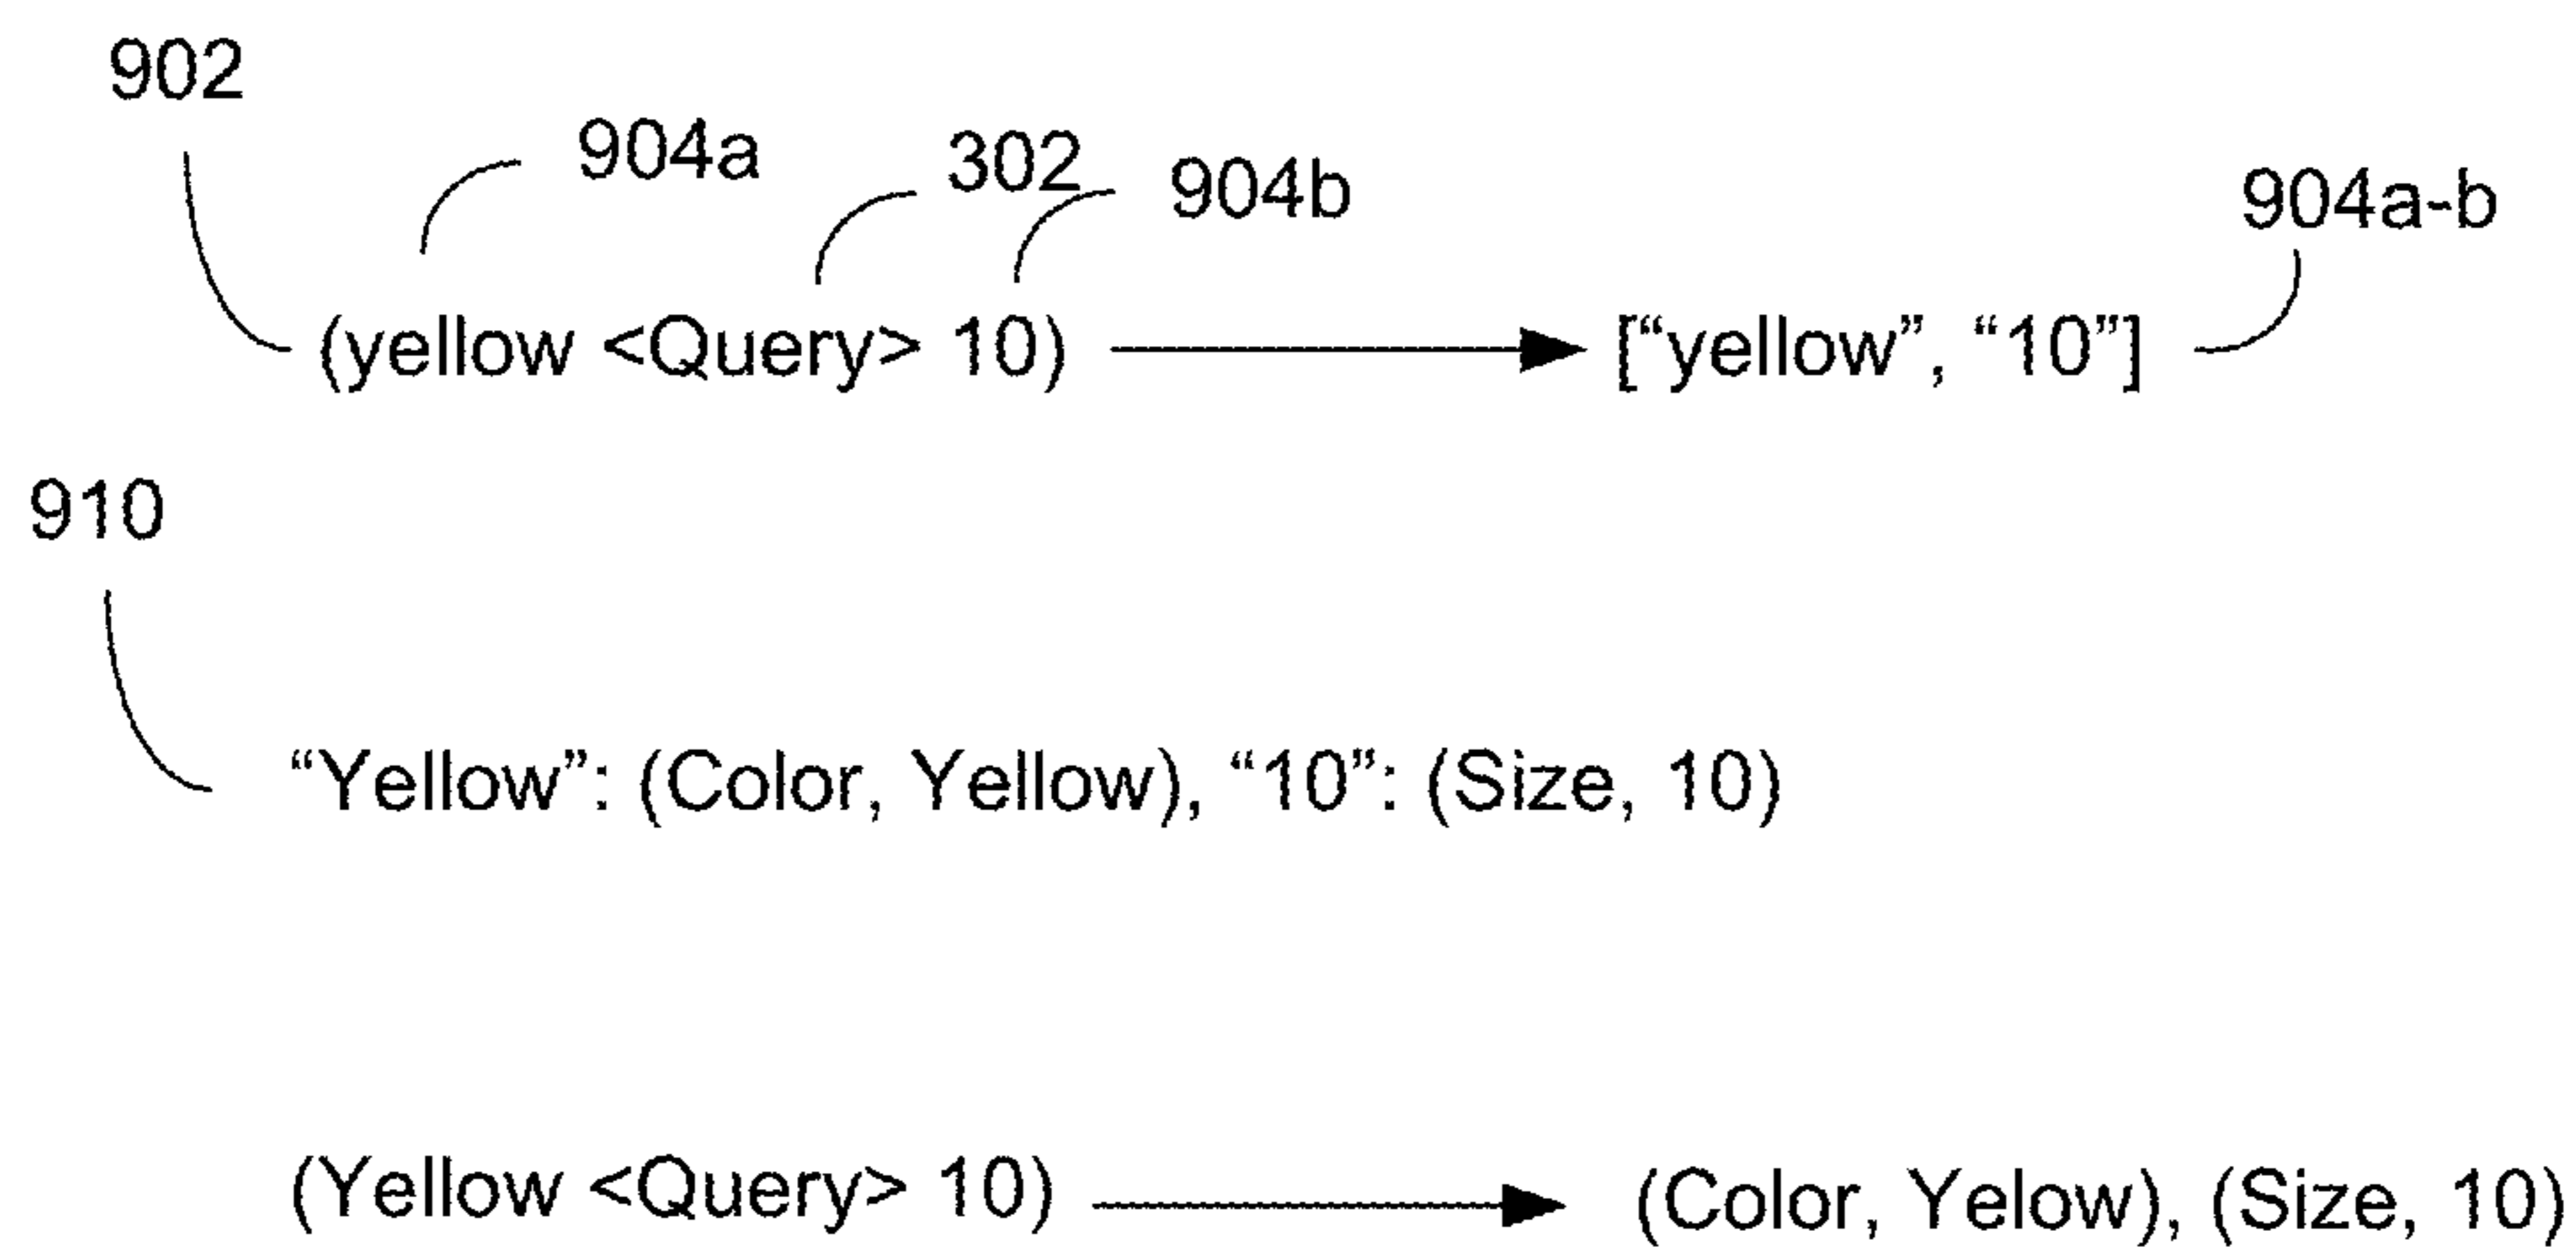 902
904a
302
904b
904a-b
(yellow <Query> 10)
[“yellow”, “10”]
910
“Yellow”: (Color, Yellow), “10”: (Size, 10)
(Yellow <Query> 10)
(Color, Yelow), (Size, 10)